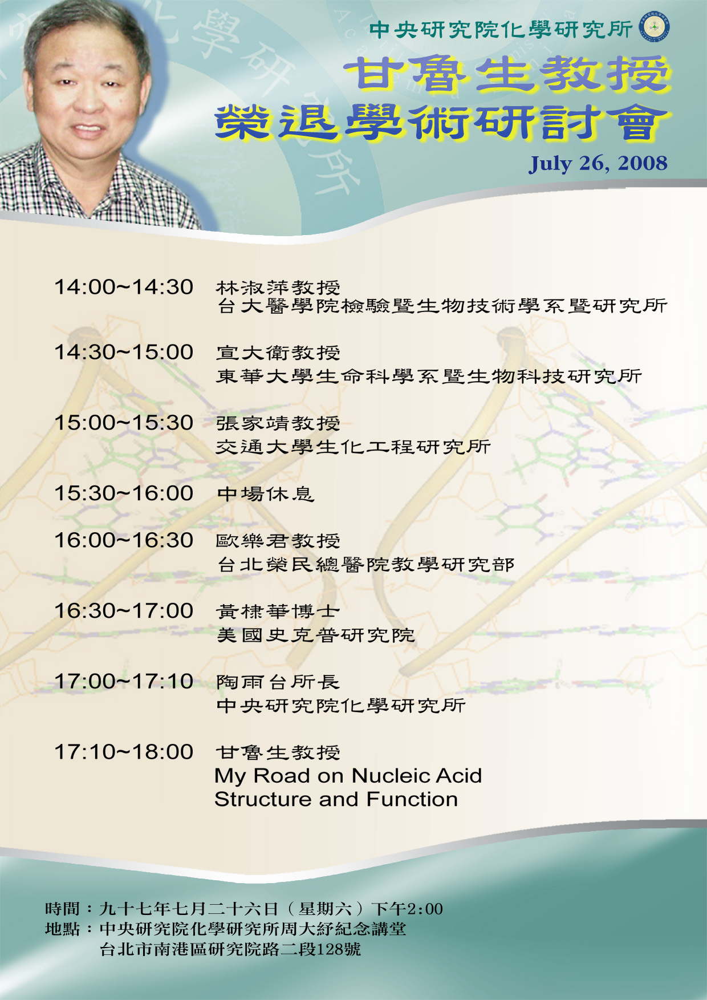 中央研究院化學研究所
甘魯生教授
榮退學術研討會
July 26, 2008
14:00~14:30 林淑萍教授
台大醫學院檢驗暨生物技術學系暨研究所
14:30~15:00 宣大衛教授
東華大學生命科學系暨生物科技研究所
15:00~15:30 張家靖教授
交通大學生化工程研究所
15:30~16:00 中場休息
16:00~16:30 歐樂君教授
台北榮民總醫院教學研究部
16:30~17:00 黃棣華博士
美國史克普研究院
17:00~17:10 陶雨台所長
中央研究院化學研究所
17:10~18:00 甘魯生教授
My Road on Nucleic Acid
Structure and Function
時間：九十七年七月二十六日（星期六）下午2:00
地點：中央研究院化學研究所周大紓紀念講堂
台北市南港區研究院路二段128號